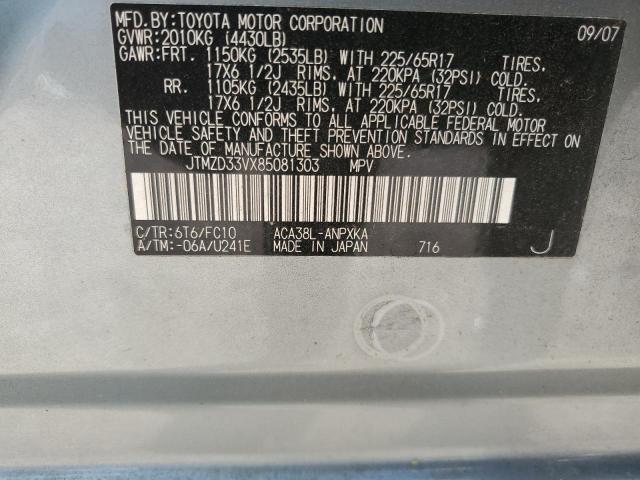 MFD.BY:TOYOTA MOTOR CORPORATION 09/07
GVWR:2010KG (4430LB)
GAWR:FRT. 1150KG (2535LB) WITH 225/65R17 TIRES.
17X6 1/2J RIMS. AT 220KPA (32PSI) COLD.
RR. 1105KG (2435LB) WITH 225/65R17 TIRES.
17X6 1/2J RIMS. AT 220KPA (32PSI) COLD.
THIS VEHICLE CONFORMS TO ALL APPLICABLE FEDERAL MOTOR
VEHICLE SAFETY AND THEFT PREVENTION STANDARDS IN EFFECT ON
THE DATE OF MANUFACTURE SHOWN ABOVE.
JTMZD33VX85081303 MPV
C/TR:6T6/FC10 ACA38L-ANPXKA
A/TM:-06A/U241E MADE IN JAPAN 716 J